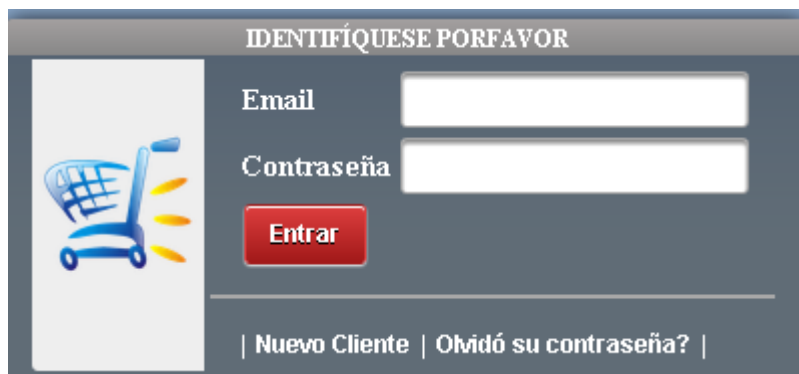 IDENTIFÍQUESE PORFAVOR
Email
Contraseña
Entrar
| Nuevo Cliente | Olvidó su contraseña? |